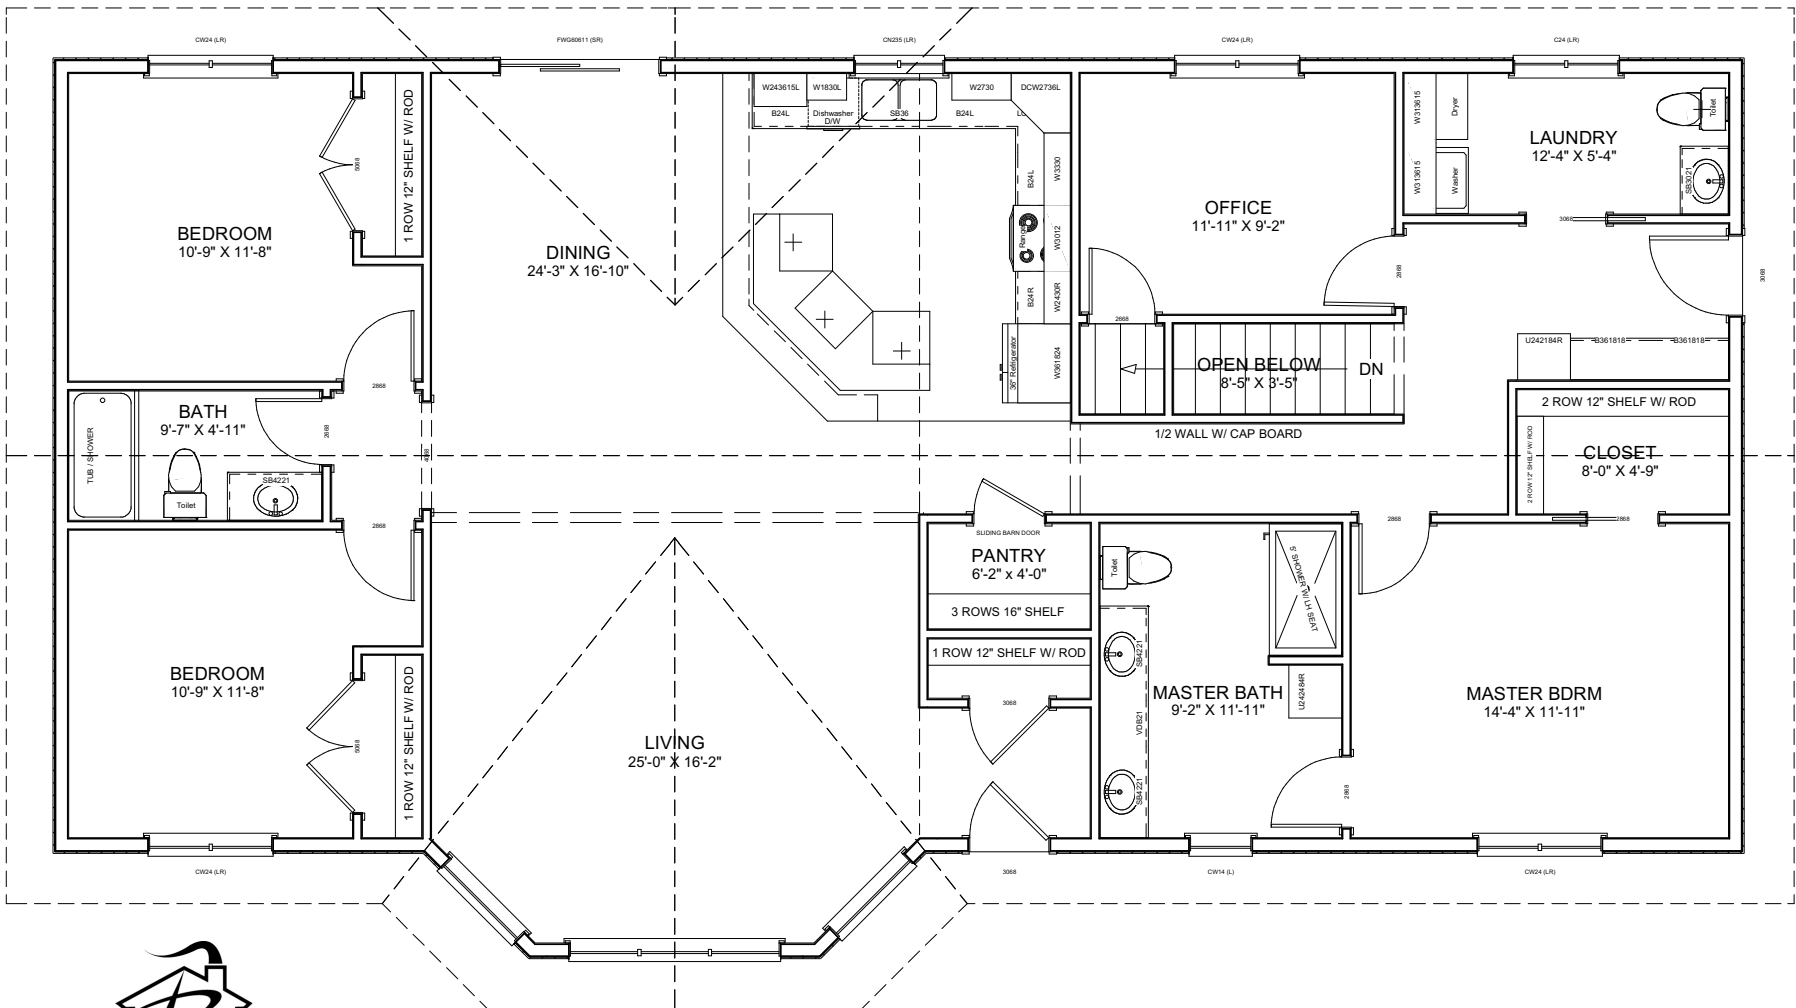 CW24 (LR)
FWG60611 (SR)
CN235 (LR)
CW24 (LR)
C24 (LR)
W243615L
W1830L
W2730
DCW2736L
B24L
Dishwasher
D/W
SB36
B24L
1 ROW 12" SHELF W/ ROD
5068
BEDROOM
10'-9" X 11'-8"
DINING
24'-3" X 16'-10"
B24L
W3330
Range
W3012
B24R
W2430R
36" Refrigerator
W361824
OFFICE
11'-11" X 9'-2"
2868
2668
W313615
Dryer
W313615
Washer
LAUNDRY
12'-4" X 5'-4"
Toilet
SB3021
3068
3068
U242184R
B361818
B361818
OPEN BELOW
8'-5" X 3'-5"
DN
1/2 WALL W/ CAP BOARD
2 ROW 12" SHELF W/ ROD
2 ROW 12" SHELF W/ ROD
CLOSET
8'-0" X 4'-9"
2868
2868
TUB / SHOWER
BATH
9'-7" X 4'-11"
2668
SB4221
Toilet
2868
2868
SLIDING BARN DOOR
PANTRY
6'-2" x 4'-0"
3 ROWS 16" SHELF
1 ROW 12" SHELF W/ ROD
3068
Toilet
5' SHOWER W/ LH SEAT
SB4221
VDB21
SB4221
U242484R
MASTER BATH
9'-2" X 11'-11"
2868
MASTER BDRM
14'-4" X 11'-11"
BEDROOM
10'-9" X 11'-8"
5068
1 ROW 12" SHELF W/ ROD
LIVING
25'-0" X 16'-2"
CW24 (LR)
3068
CW14 (L)
CW24 (LR)